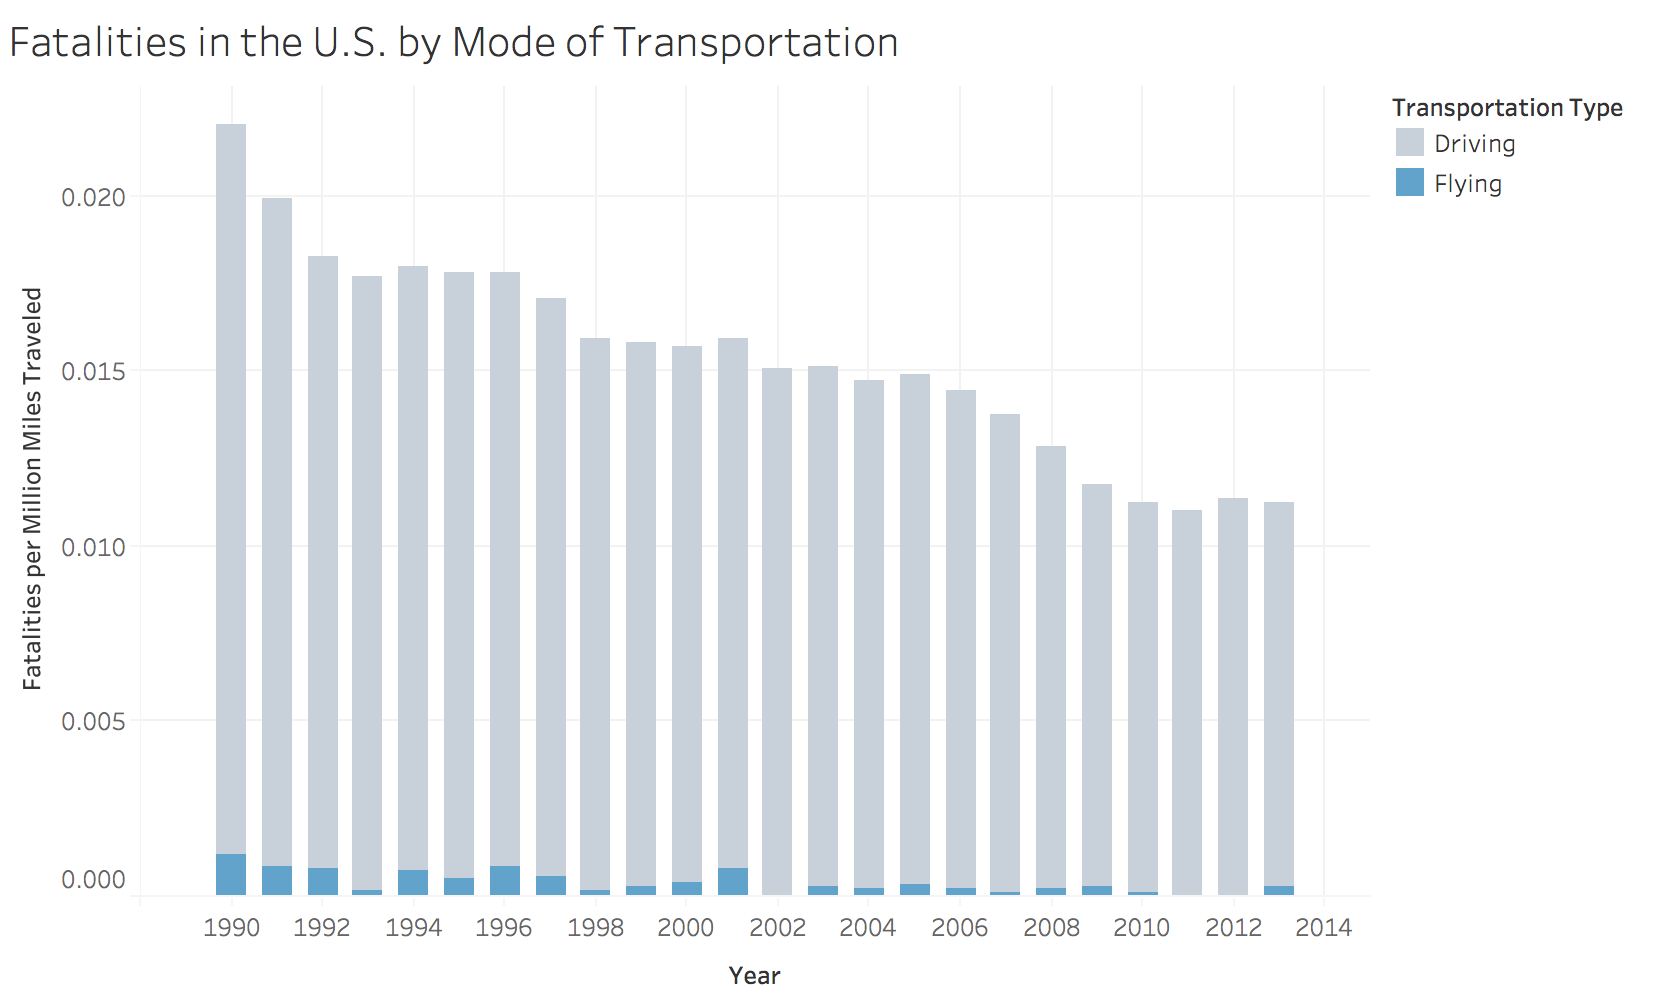 Fatalities in the U.S. by Mode of Transportation
Transportation Type
Driving
Flying
Fatalities per Million Miles Traveled
0.020
0.015
0.010
0.005
0.000
1990 1992 1994 1996 1998 2000 2002 2004 2006 2008 2010 2012 2014
Year